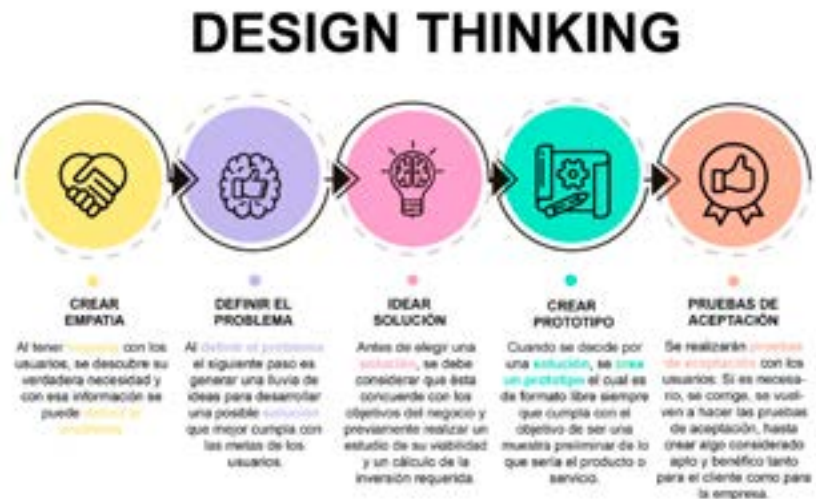 DESIGN THINKING
CREAR
EMPATIA
Al tener empatía con los
usuarios, se descubre su
verdadera necesidad y
con esa información se
puede definir el
problema.
DEFINIR EL
PROBLEMA
Al definir el problema
el siguiente paso es
generar una lluvia de
ideas para desarrollar
una posible solución
que mejor cumpla con
las metas de los
usuarios.
IDEAR
SOLUCIÓN
Antes de elegir una
solución, se debe
considerar que ésta
concuerde con los
objetivos del negocio y
previamente realizar un
estudio de su viabilidad
y un cálculo de la
inversión requerida.
CREAR
PROTOTIPO
Cuando se decide por
una solución, se crea
un prototipo el cual es
de formato libre siempre
que cumpla con el
objetivo de ser una
muestra preliminar de lo
que sería el producto o
servicio.
PRUEBAS DE
ACEPTACIÓN
Se realizarán pruebas
de aceptación con los
usuarios. Si es necesa-
rio, se corrige, se vuel-
ven a hacer las pruebas
de aceptación, hasta
crear algo considerado
apto y benéfico tanto
para el cliente como para
la empresa.